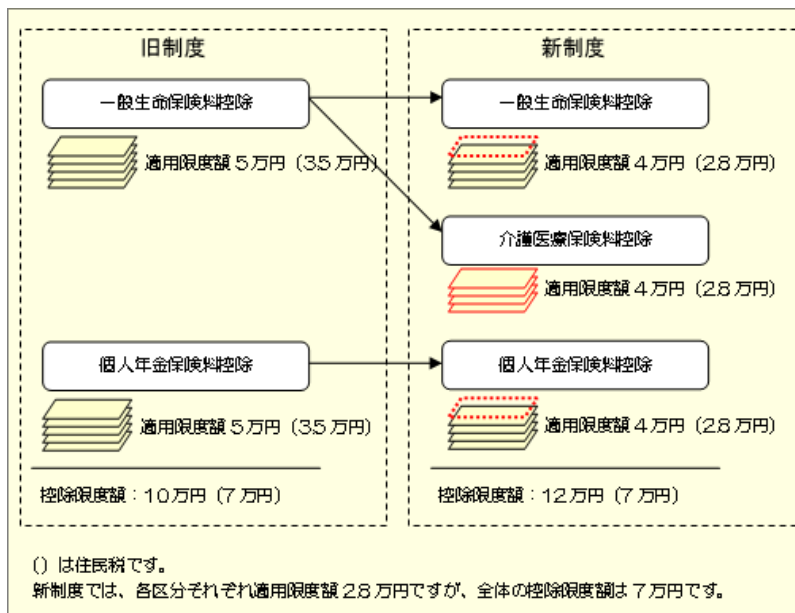 旧制度
一般生命保険料控除
適用限度額5万円（3.5万円）
個人年金保険料控除
適用限度額5万円（3.5万円）
控除限度額：10万円（7万円）
新制度
一般生命保険料控除
適用限度額4万円（2.8万円）
介護医療保険料控除
適用限度額4万円（2.8万円）
個人年金保険料控除
適用限度額4万円（2.8万円）
控除限度額：12万円（7万円）
（）は住民税です。
新制度では、各区分それぞれ適用限度額2.8万円ですが、全体の控除限度額は7万円です。